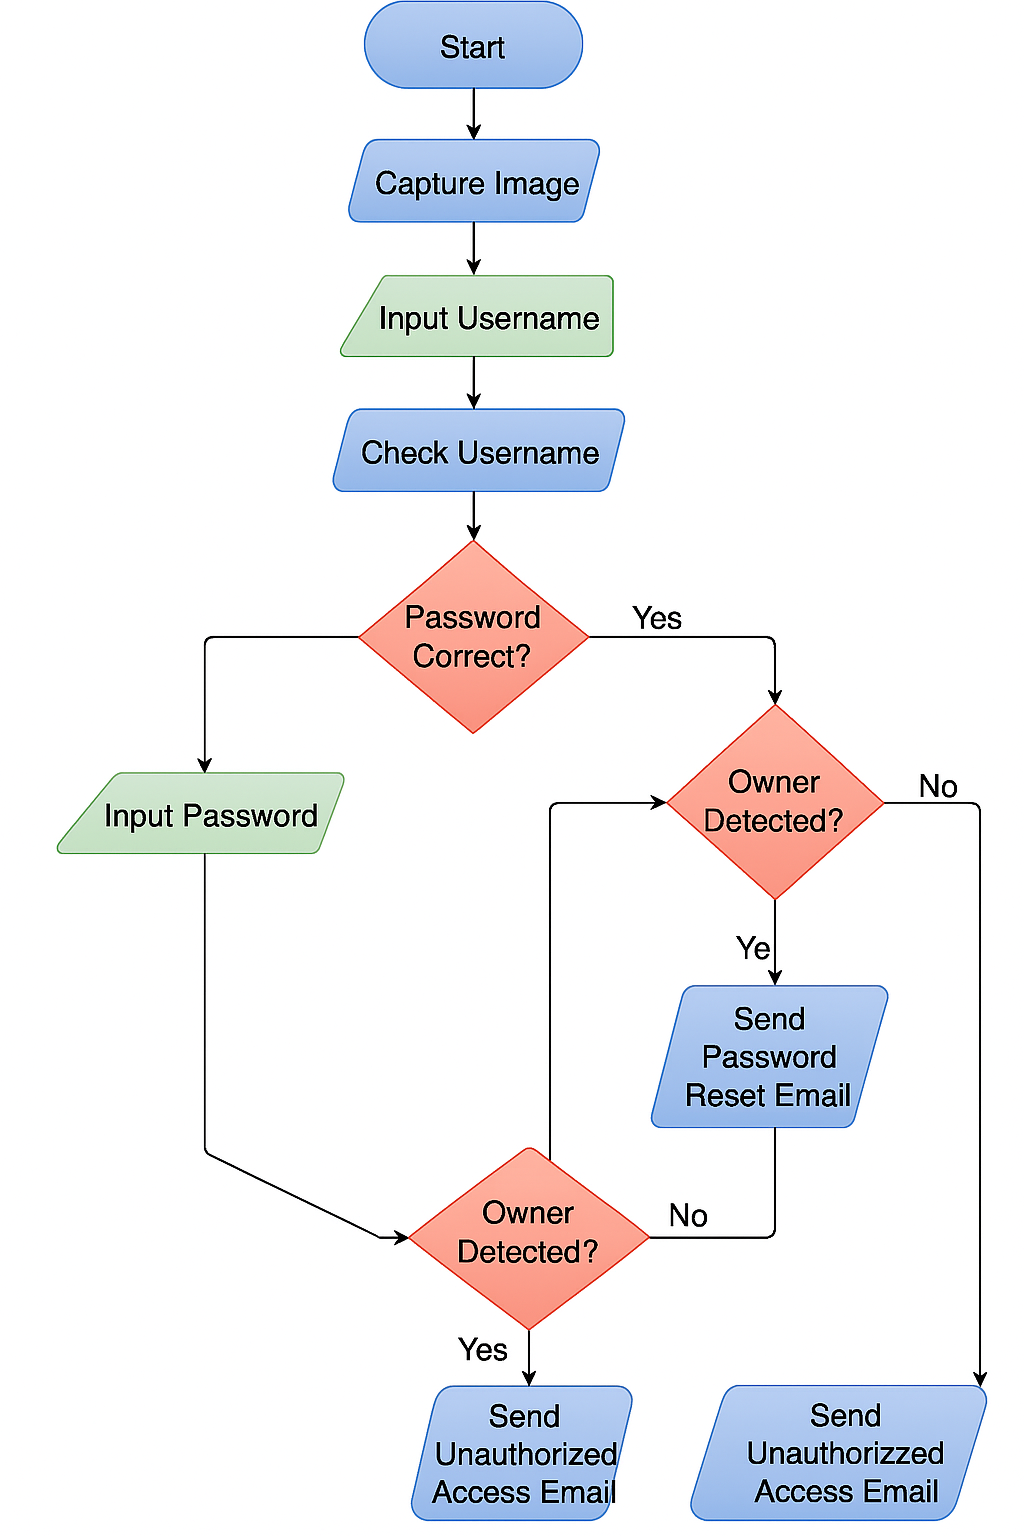 Start
Capture Image
Input Username
Check Username
Password
Correct?
Yes
Input Password
Owner
Detected?
No
Ye
Send
Password
Reset Email
Owner
Detected?
No
Yes
Send
Unauthorized
Access Email
Send
Unauthorizzed
Access Email